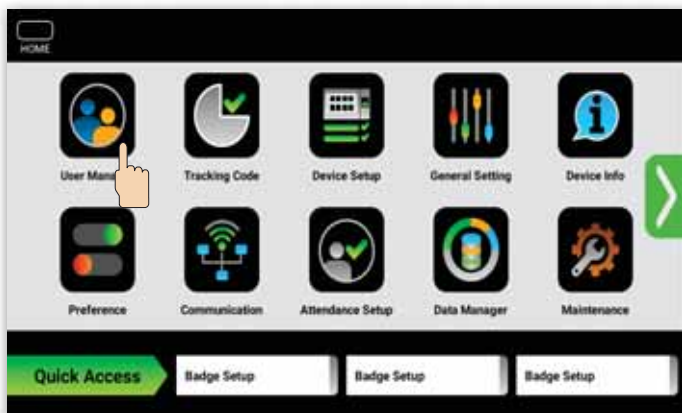 HOME
User Mana
Tracking Code
Device Setup
General Setting
Device Info
Preference
Communication
Attendance Setup
Data Manager
Maintenance
Quick Access
Badge Setup
Badge Setup
Badge Setup